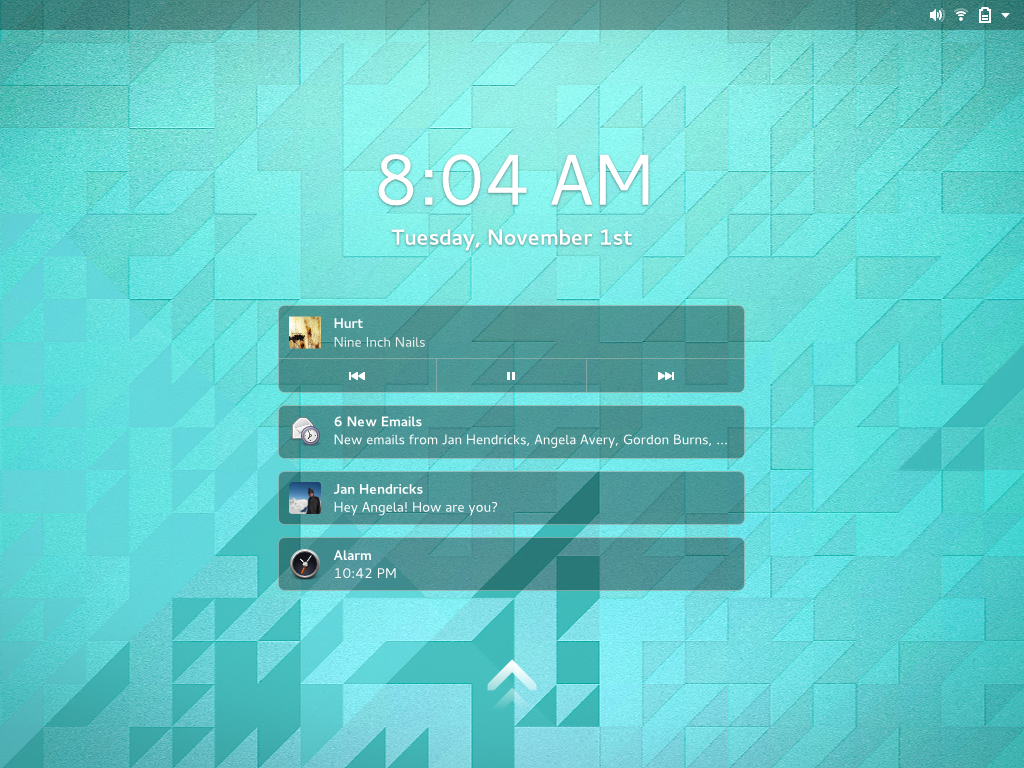 8:04 AM
Tuesday, November 1st
Hurt
Nine Inch Nails
6 New Emails
New emails from Jan Hendricks, Angela Avery, Gordon Burns, ...
Jan Hendricks
Hey Angela! How are you?
Alarm
10:42 PM